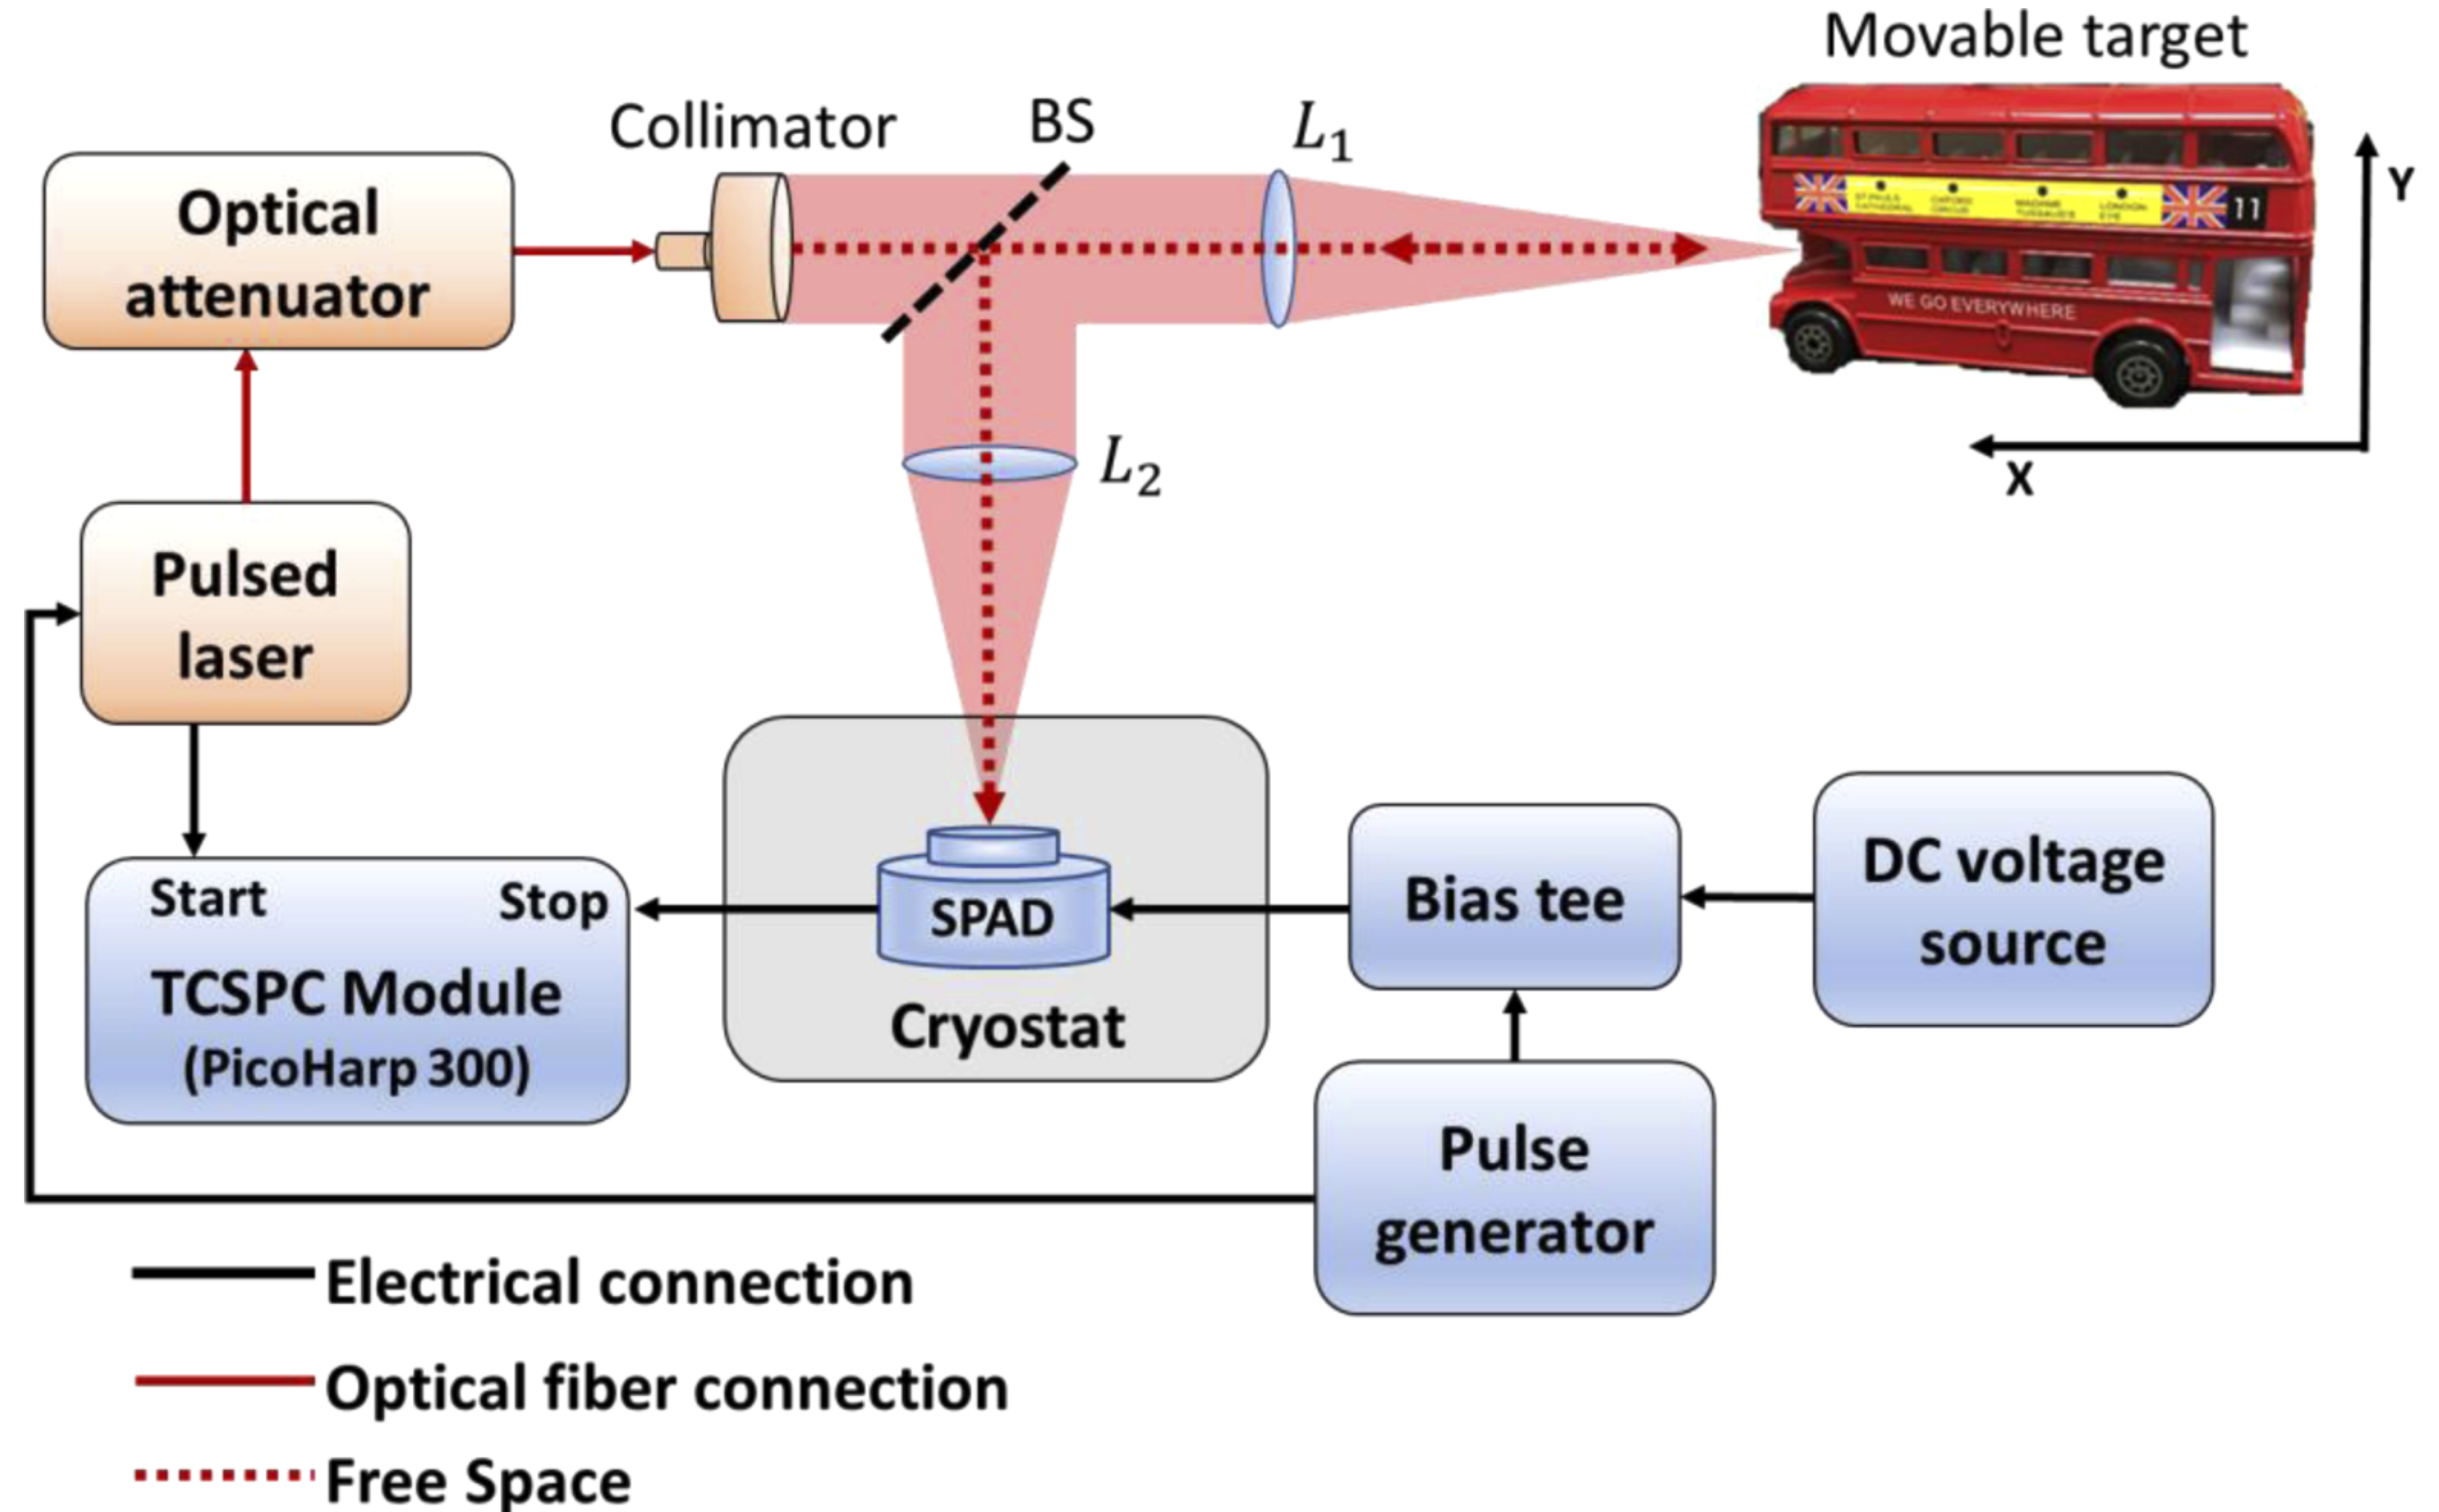 Movable target
Collimator
BS
L₁
Optical
attenuator
11
WE GO EVERYWHERE
Y
X
L₂
Pulsed
laser
Start
Stop
TCSPC Module
(PicoHarp 300)
SPAD
Cryostat
Bias tee
DC voltage
source
Pulse
generator
Electrical connection
Optical fiber connection
Free Space